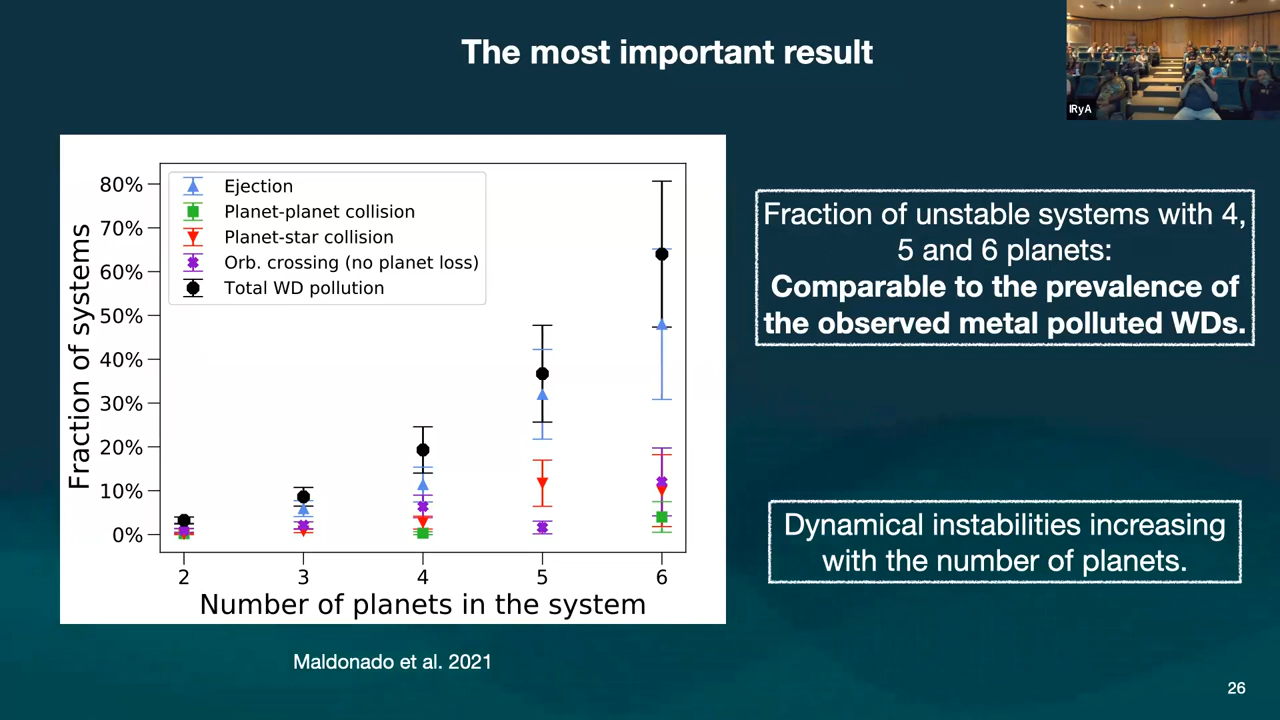 The most important result
IRyA
80%
70%
60%
50%
40%
30%
20%
10%
0%
Fraction of systems
Ejection
Planet-planet collision
Planet-star collision
Orb. crossing (no planet loss)
Total WD pollution
2 3 4 5 6
Number of planets in the system
Maldonado et al. 2021
Fraction of unstable systems with 4,
5 and 6 planets:
Comparable to the prevalence of
the observed metal polluted WDs.
Dynamical instabilities increasing
with the number of planets.
26